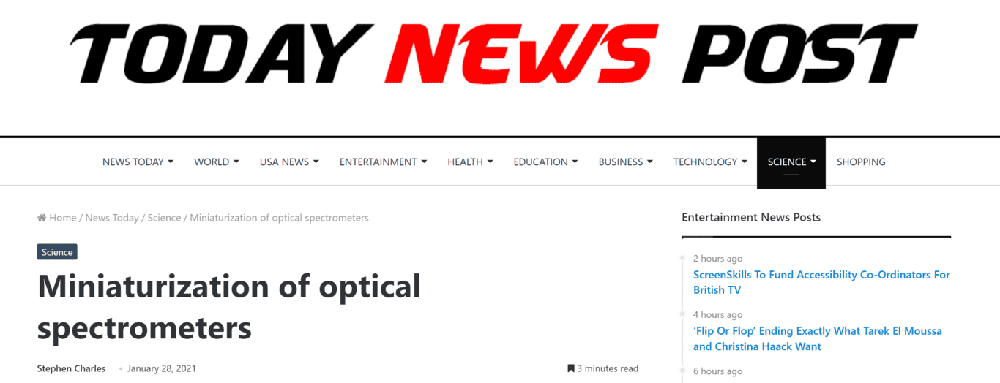 TODAY NEWS POST
NEWS TODAY WORLD USA NEWS ENTERTAINMENT HEALTH EDUCATION BUSINESS TECHNOLOGY SCIENCE SHOPPING
Home / News Today / Science / Miniaturization of optical spectrometers
Science
Miniaturization of optical
spectrometers
Stephen Charles • January 28, 2021 3 minutes read
Entertainment News Posts
2 hours ago
ScreenSkills To Fund Accessibility Co-Ordinators For
British TV
4 hours ago
‘Flip Or Flop’ Ending Exactly What Tarek El Moussa
and Christina Haack Want
6 hours ago